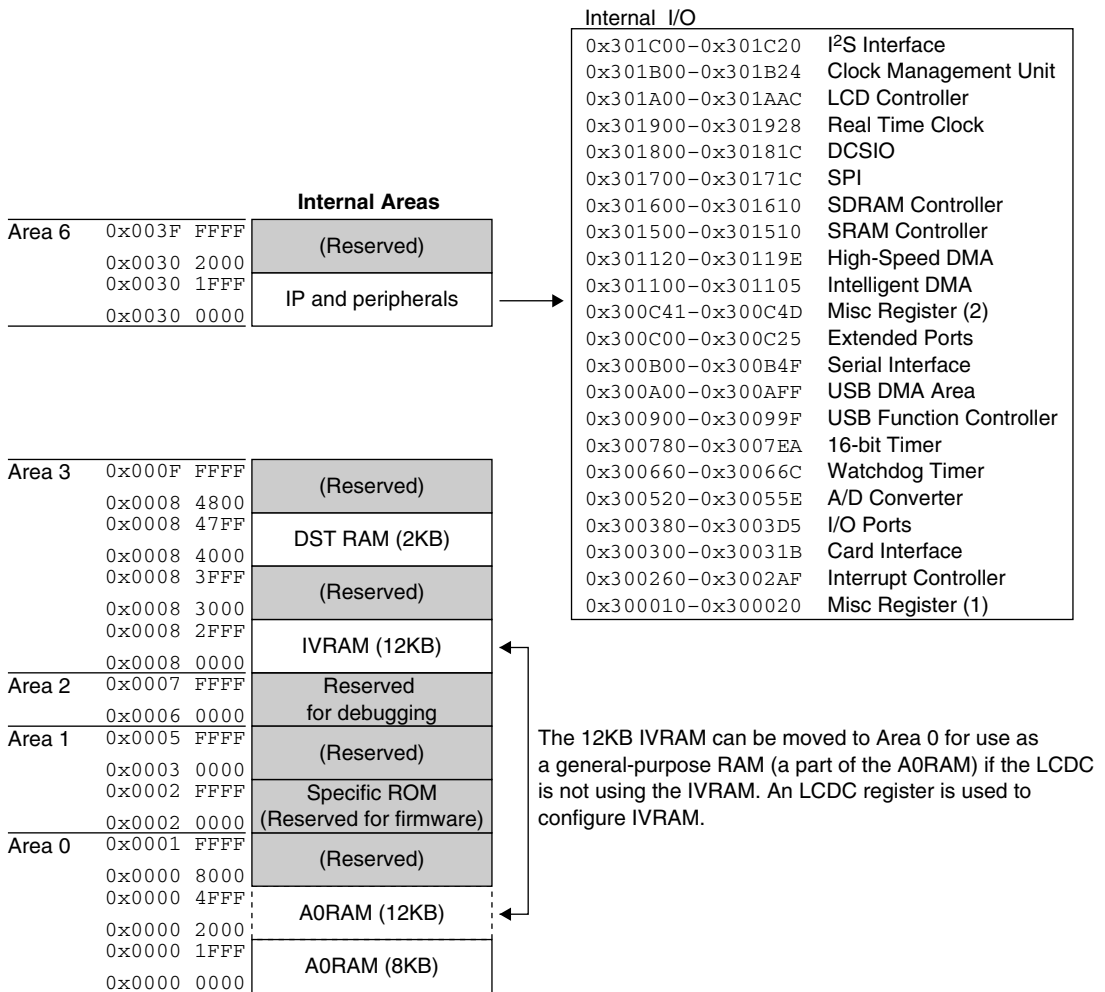 Internal I/O
0x301C00–0x301C20 I2S Interface
0x301B00–0x301B24 Clock Management Unit
0x301A00–0x301AAC LCD Controller
0x301900–0x301928 Real Time Clock
0x301800–0x30181C DCSIO
0x301700–0x30171C SPI
0x301600–0x301610 SDRAM Controller
0x301500–0x301510 SRAM Controller
0x301120–0x30119E High-Speed DMA
0x301100–0x301105 Intelligent DMA
0x300C41–0x300C4D Misc Register (2)
0x300C00–0x300C25 Extended Ports
0x300B00–0x300B4F Serial Interface
0x300A00–0x300AFF USB DMA Area
0x300900–0x30099F USB Function Controller
0x300780–0x3007EA 16-bit Timer
0x300660–0x30066C Watchdog Timer
0x300520–0x30055E A/D Converter
0x300380–0x3003D5 I/O Ports
0x300300–0x30031B Card Interface
0x300260–0x3002AF Interrupt Controller
0x300010–0x300020 Misc Register (1)
Internal Areas
Area 6 0x003F FFFF
(Reserved)
0x0030 2000
0x0030 1FFF
IP and peripherals
0x0030 0000
Area 3 0x000F FFFF
(Reserved)
0x0008 4800
0x0008 47FF
DST RAM (2KB)
0x0008 4000
0x0008 3FFF
(Reserved)
0x0008 3000
0x0008 2FFF
IVRAM (12KB)
0x0008 0000
Area 2 0x0007 FFFF Reserved
0x0006 0000 for debugging
Area 1 0x0005 FFFF
(Reserved)
0x0003 0000
0x0002 FFFF Specific ROM
0x0002 0000 (Reserved for firmware)
Area 0 0x0001 FFFF
(Reserved)
0x0000 8000
0x0000 4FFF
A0RAM (12KB)
0x0000 2000
0x0000 1FFF
A0RAM (8KB)
0x0000 0000
The 12KB IVRAM can be moved to Area 0 for use as
a general-purpose RAM (a part of the A0RAM) if the LCDC
is not using the IVRAM. An LCDC register is used to
configure IVRAM.